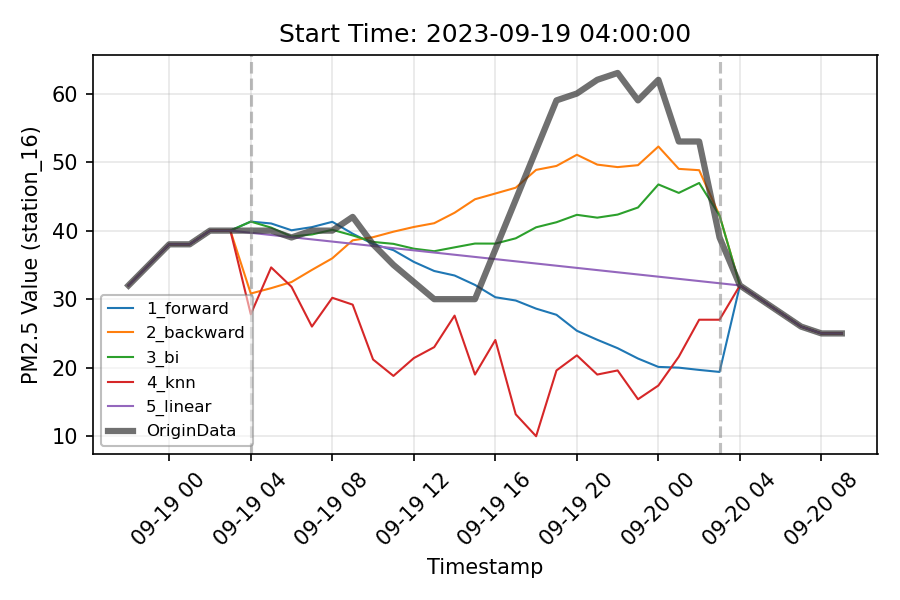 Start Time: 2023-09-19 04:00:00
PM2.5 Value (station_16)
60
50
40
30
20
10
1_forward
2_backward
3_bi
4_knn
5_linear
OriginData
09-19 00
09-19 04
09-19 08
09-19 12
09-19 16
09-19 20
09-20 00
09-20 04
09-20 08
Timestamp